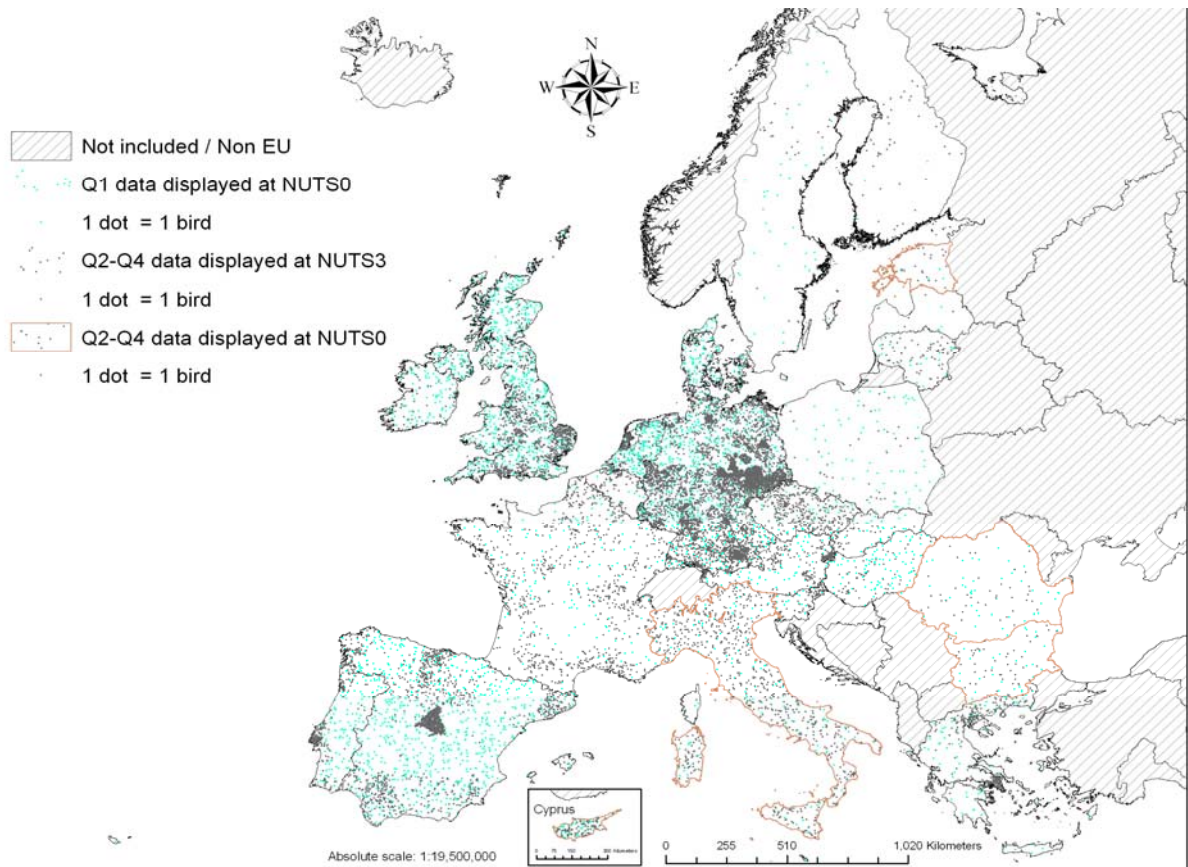 N
W E
S
Not included / Non EU
Q1 data displayed at NUTS0
1 dot = 1 bird
Q2-Q4 data displayed at NUTS3
1 dot = 1 bird
Q2-Q4 data displayed at NUTS0
1 dot = 1 bird
Cyprus
Absolute scale: 1:19,500,000
0 255 510 1,020 Kilometers